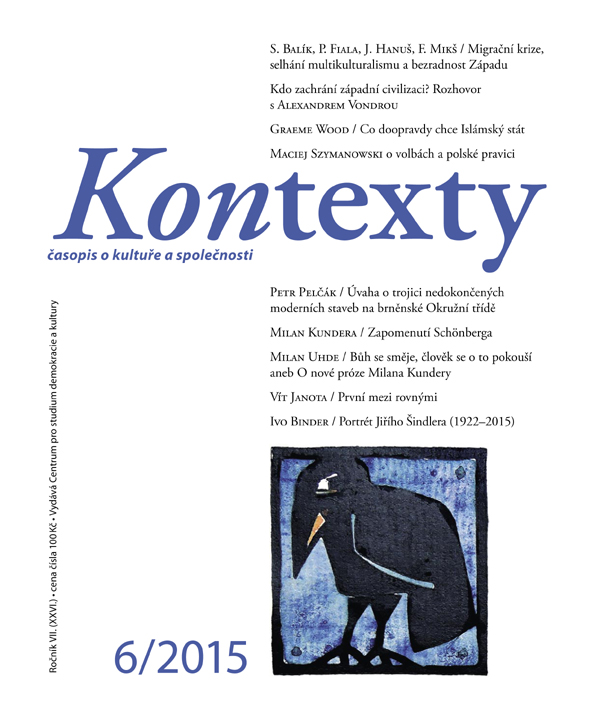 S. Balík, P. Fiala, J. Hanuš, F. Mikš / Migrační krize,
selhání multikulturalismu a bezradnost Západu
Kdo zachrání západní civilizaci? Rozhovor
s Alexandrem Vondrou
Graeme Wood / Co doopravdy chce Islámský stát
Maciej Szymanowski o volbách a polské pravici
Kontexty
časopis o kultuře a společnosti
Petr Pelčák / Úvaha o trojici nedokončených
moderních staveb na brněnské Okružní třídě
Milan Kundera / Zapomenutí Schönberga
Milan Uhde / Bůh se směje, člověk se o to pokouší
aneb O nové próze Milana Kundery
Vít Janota / První mezi rovnými
Ivo Binder / Portrét Jiřího Šindlera (1922–2015)
Ročník VII. (XXVI.) • cena čísla 100 Kč • Vydává Centrum pro studium demokracie a kultury
6/2015